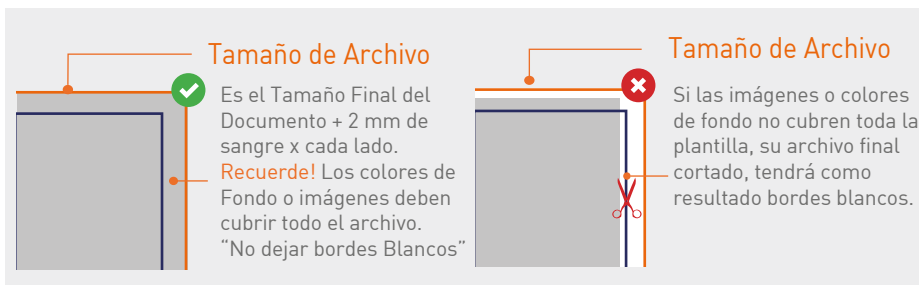 Tamaño de Archivo
Es el Tamaño Final del
Documento + 2 mm de
sangre x cada lado.
Recuerde! Los colores de
Fondo o imágenes deben
cubrir todo el archivo.
“No dejar bordes Blancos”
Tamaño de Archivo
Si las imágenes o colores
de fondo no cubren toda la
plantilla, su archivo final
cortado, tendrá como
resultado bordes blancos.